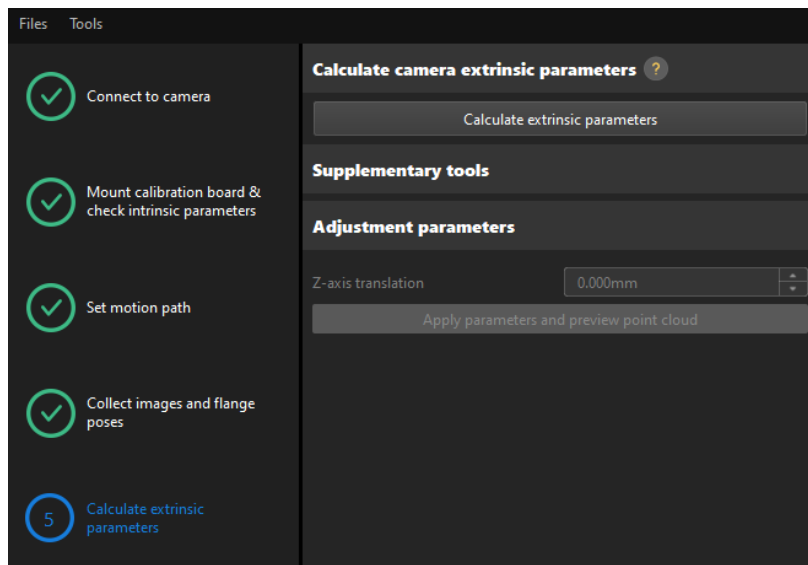 Files Tools
Connect to camera
Mount calibration board &
check intrinsic parameters
Set motion path
Collect images and flange
poses
5
Calculate extrinsic
parameters
Calculate camera extrinsic parameters ?
Calculate extrinsic parameters
Supplementary tools
Adjustment parameters
Z-axis translation 0.000mm
Apply parameters and preview point cloud